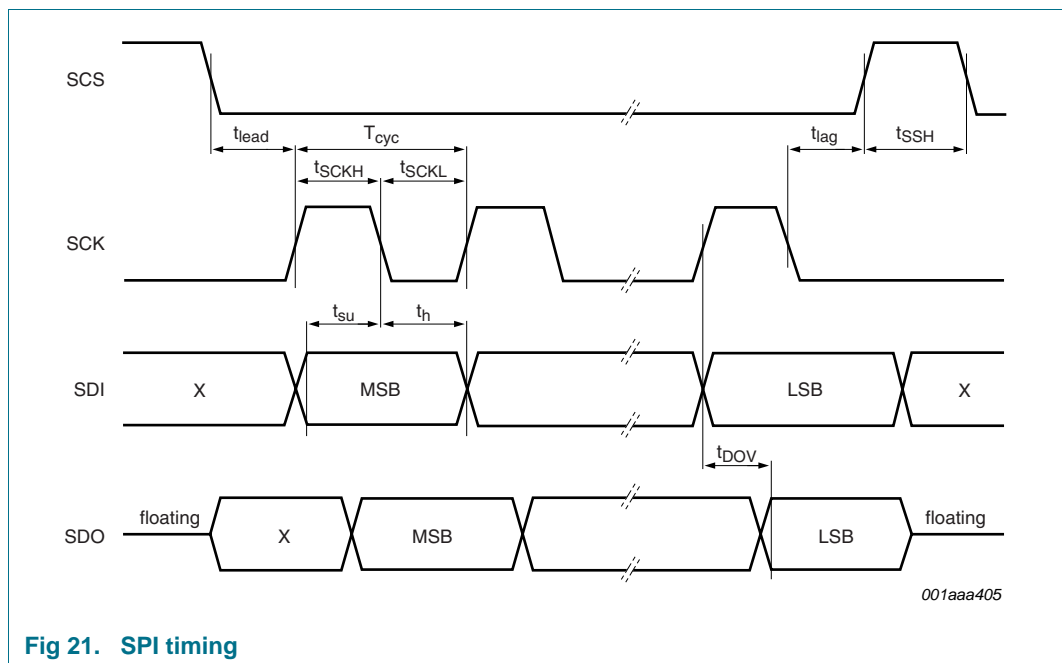 SCS
tlead
Tcyc
tlag
tSSH
tSCKH
tSCKL
SCK
tsu
th
SDI
X
MSB
LSB
X
tDOV
SDO
floating
X
MSB
LSB
floating
001aaa405
Fig 21. SPI timing